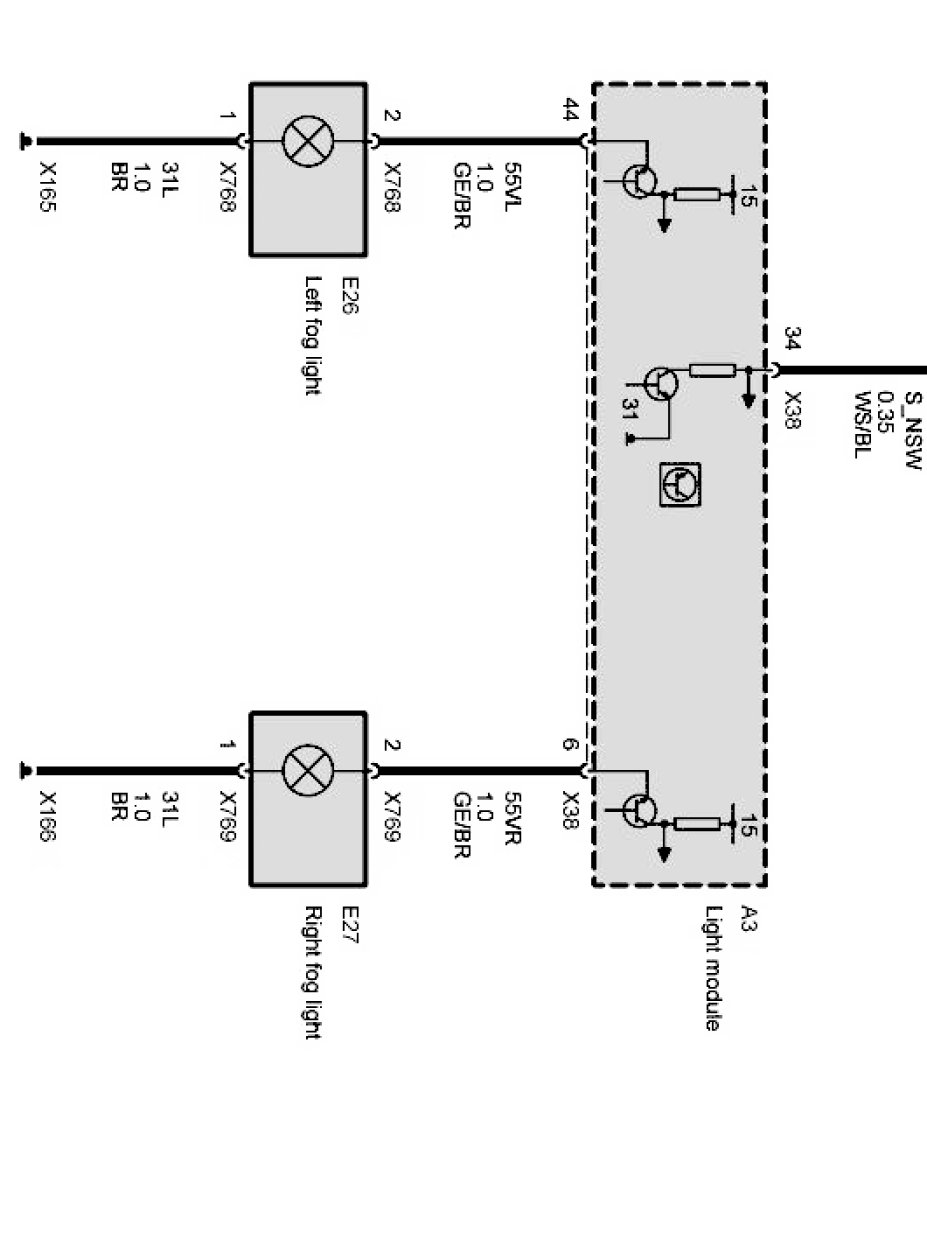 S_NSW
0.35
WS/BL
34
X38
15
31
15
A3
Light module
44
6
X38
55VL
1.0
GE/BR
55VR
1.0
GE/BR
2
X768
2
X769
E26
Left fog light
E27
Right fog light
1
X768
1
X769
31L
1.0
BR
31L
1.0
BR
X165
X166